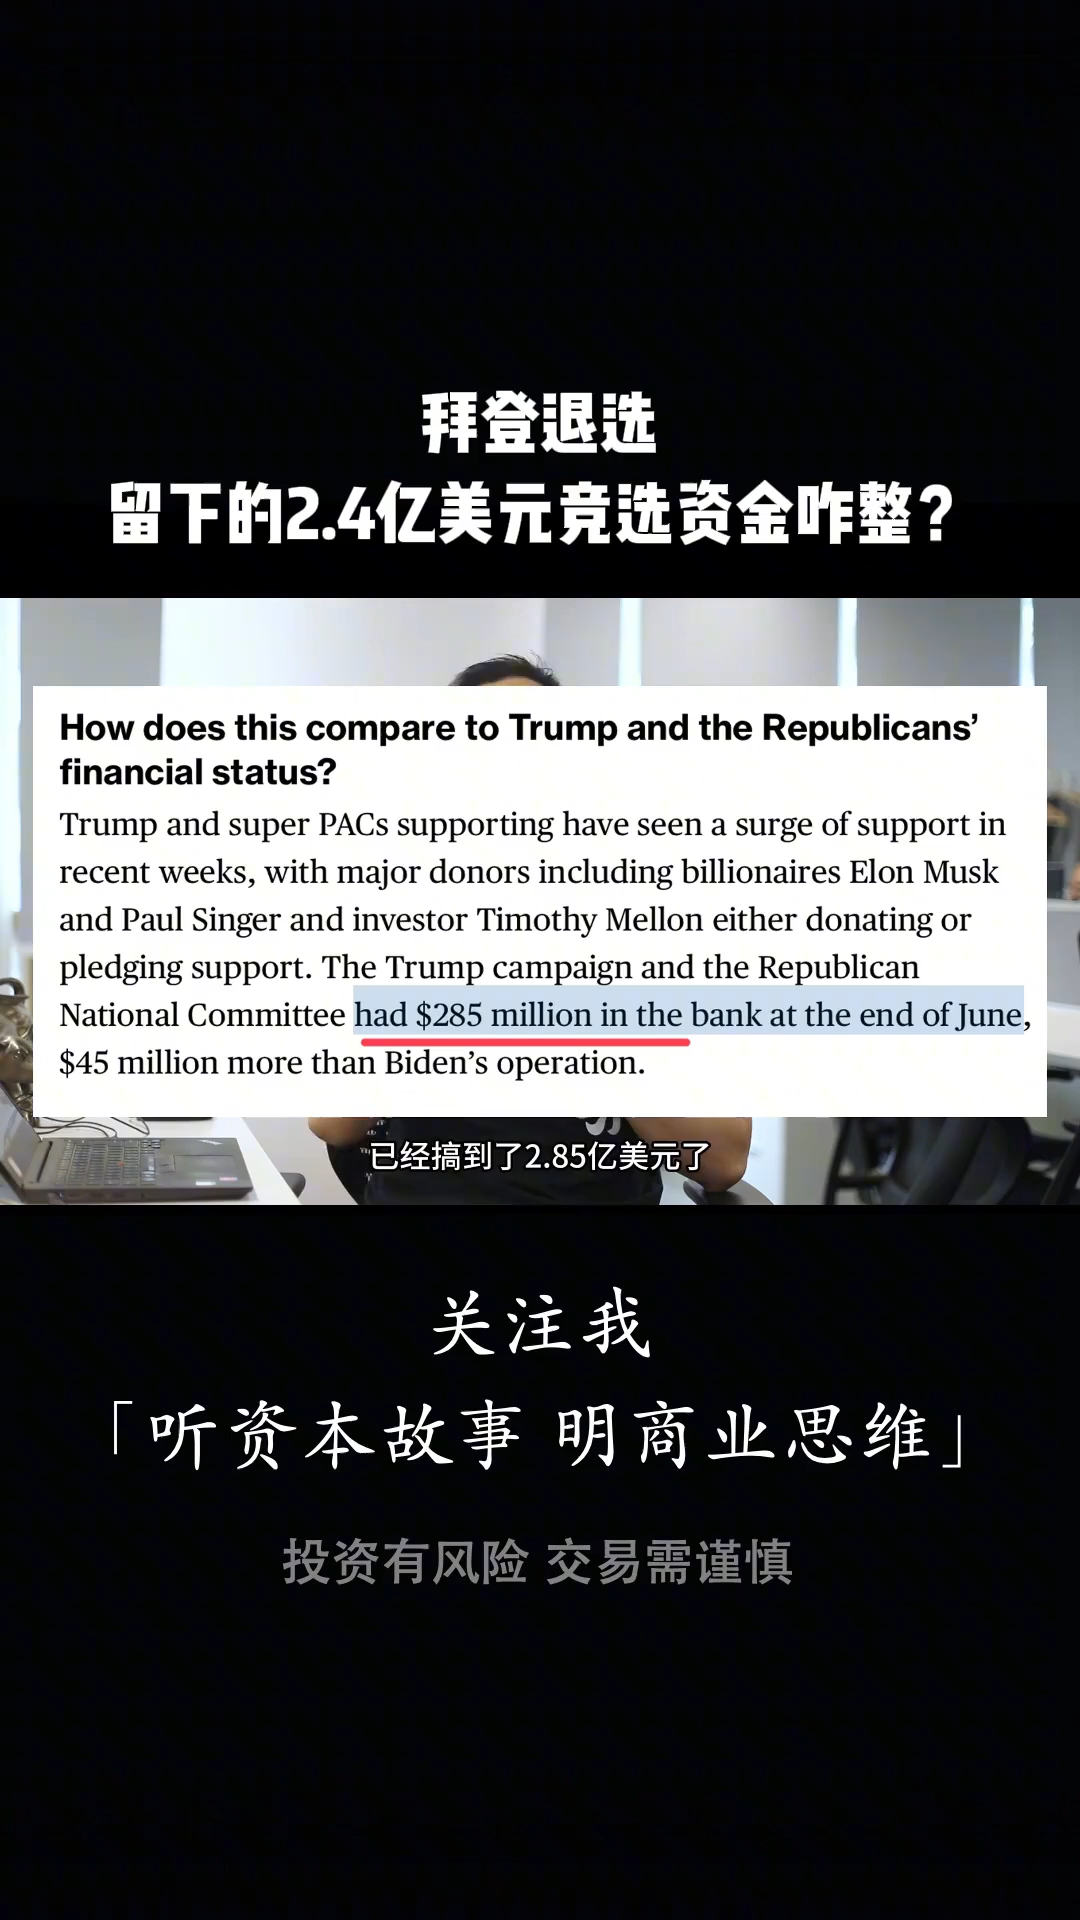 拜登退选
留下的2.4亿美元竞选资金咋整？
How does this compare to Trump and the Republicans’
financial status?
Trump and super PACs supporting have seen a surge of support in
recent weeks, with major donors including billionaires Elon Musk
and Paul Singer and investor Timothy Mellon either donating or
pledging support. The Trump campaign and the Republican
National Committee had $285 million in the bank at the end of June,
$45 million more than Biden’s operation.
已经搞到了2.85亿美元了
关注我
「听资本故事 明商业思维」
投资有风险 交易需谨慎